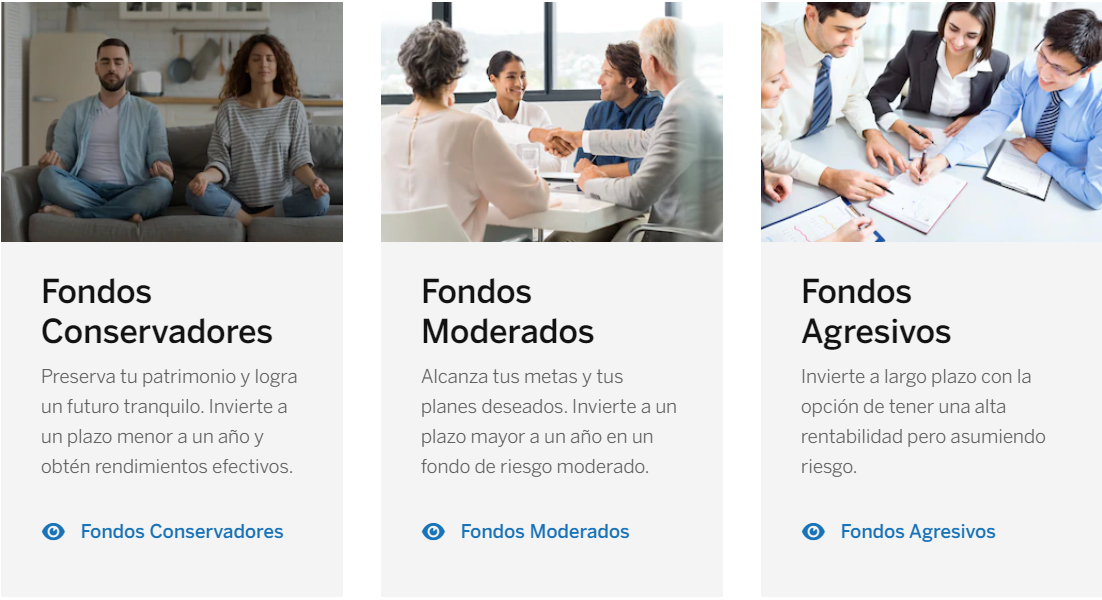 Fondos
Conservadores
Preserva tu patrimonio y logra
un futuro tranquilo. Invierte a
un plazo menor a un año y
obtén rendimientos efectivos.
Fondos Conservadores
Fondos
Moderados
Alcanza tus metas y tus
planes deseados. Invierte a un
plazo mayor a un año en un
fondo de riesgo moderado.
Fondos Moderados
Fondos
Agresivos
Invierte a largo plazo con la
opción de tener una alta
rentabilidad pero asumiendo
riesgo.
Fondos Agresivos